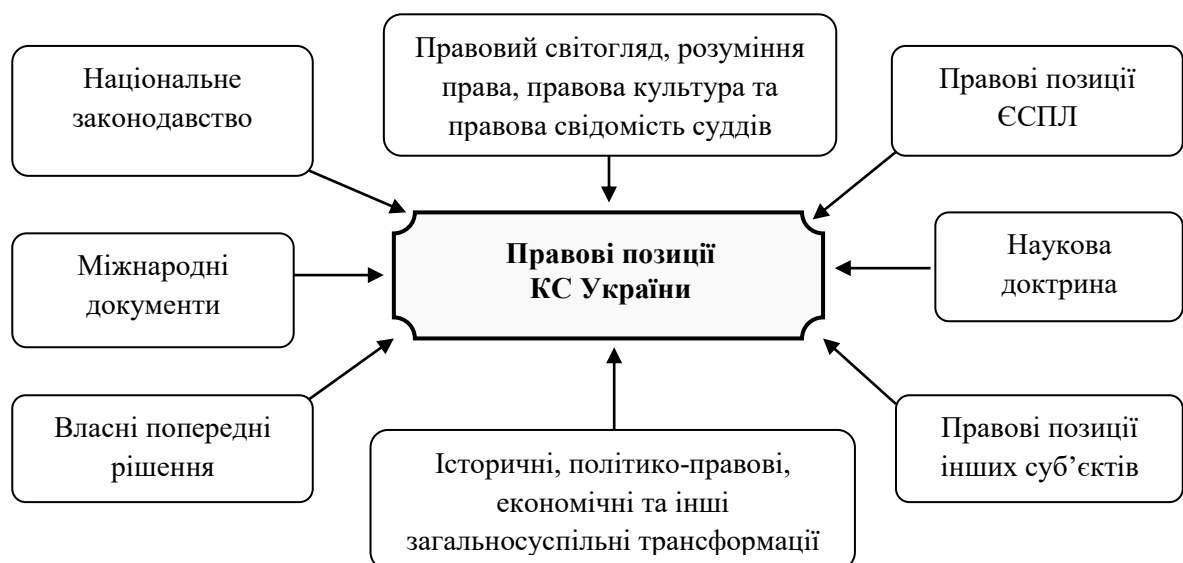 Національне
законодавство
Правовий світогляд, розуміння
права, правова культура та
правова свідомість суддів
Правові позиції
ЄСПЛ
Міжнародні
документи
Правові позиції
КС України
Наукова
доктрина
Власні попередні
рішення
Історичні, політико-правові,
економічні та інші
загальносуспільні трансформації
Правові позиції
інших суб’єктів